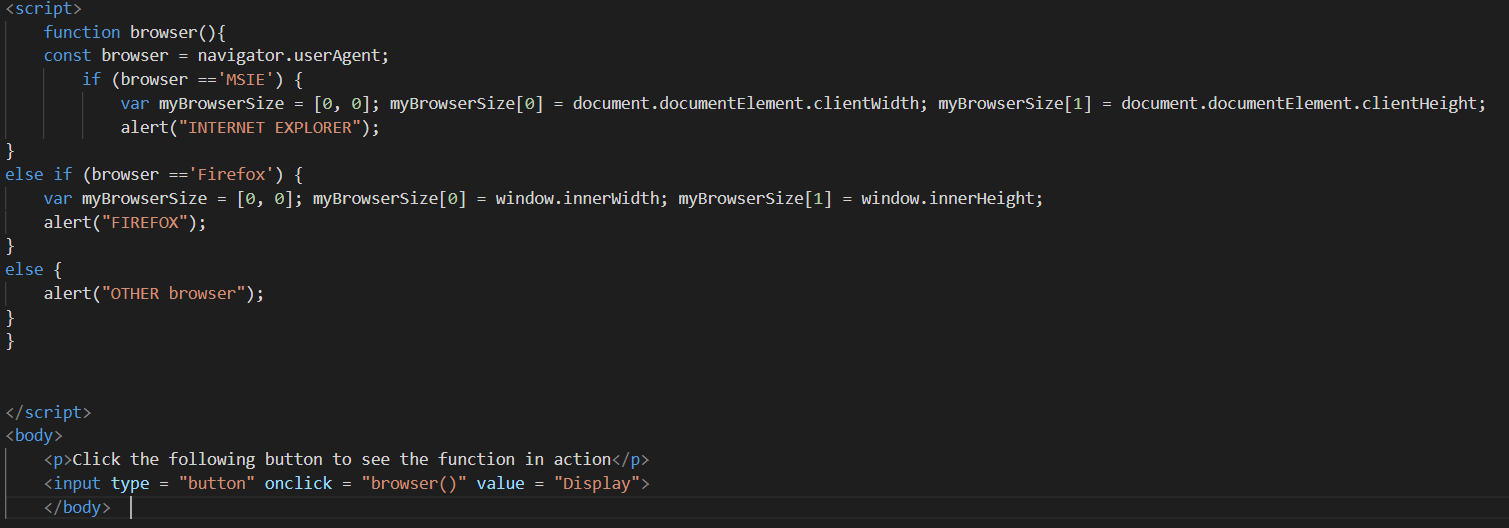 <script>
function browser(){
const browser = navigator.userAgent;
if (browser =='MSIE') {
var myBrowserSize = [0, 0]; myBrowserSize[0] = document.documentElement.clientWidth; myBrowserSize[1] = document.documentElement.clientHeight;
alert("INTERNET EXPLORER");
}
else if (browser =='Firefox') {
var myBrowserSize = [0, 0]; myBrowserSize[0] = window.innerWidth; myBrowserSize[1] = window.innerHeight;
alert("FIREFOX");
}
else {
alert("OTHER browser");
}
}
</script>
<body>
<p>Click the following button to see the function in action</p>
<input type = "button" onclick = "browser()" value = "Display">
</body>